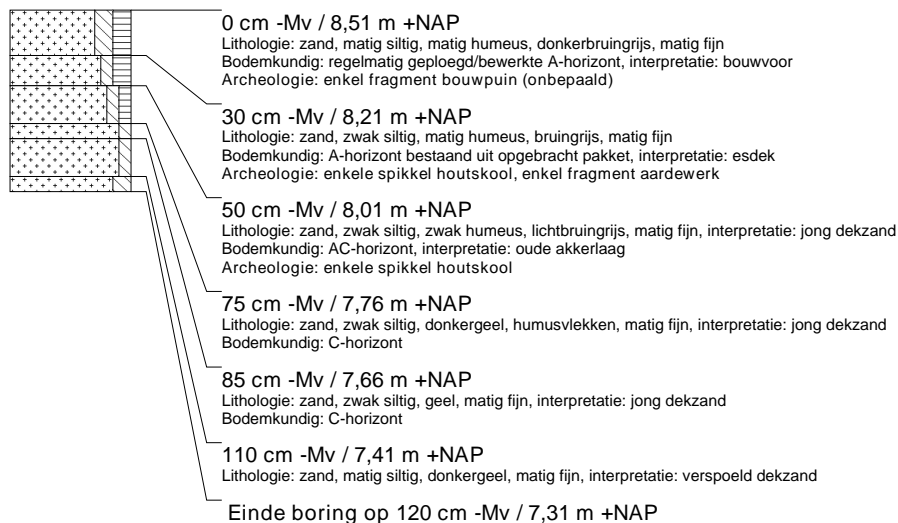 0 cm -Mv / 8,51 m +NAP
Lithologie: zand, matig siltig, matig humeus, donkerbruingrijs, matig fijn
Bodemkundig: regelmatig geploegd/bewerkte A-horizont, interpretatie: bouwvoor
Archeologie: enkel fragment bouwpuin (onbepaald)
30 cm -Mv / 8,21 m +NAP
Lithologie: zand, zwak siltig, matig humeus, bruingrijs, matig fijn
Bodemkundig: A-horizont bestaand uit opgebracht pakket, interpretatie: esdek
Archeologie: enkele spikkel houtskool, enkel fragment aardewerk
50 cm -Mv / 8,01 m +NAP
Lithologie: zand, zwak siltig, zwak humeus, lichtbruingrijs, matig fijn, interpretatie: jong dekzand
Bodemkundig: AC-horizont, interpretatie: oude akkerlaag
Archeologie: enkele spikkel houtskool
75 cm -Mv / 7,76 m +NAP
Lithologie: zand, zwak siltig, donkergeel, humusvlekken, matig fijn, interpretatie: jong dekzand
Bodemkundig: C-horizont
85 cm -Mv / 7,66 m +NAP
Lithologie: zand, zwak siltig, geel, matig fijn, interpretatie: jong dekzand
Bodemkundig: C-horizont
110 cm -Mv / 7,41 m +NAP
Lithologie: zand, matig siltig, donkergeel, matig fijn, interpretatie: verspoeld dekzand
Einde boring op 120 cm -Mv / 7,31 m +NAP